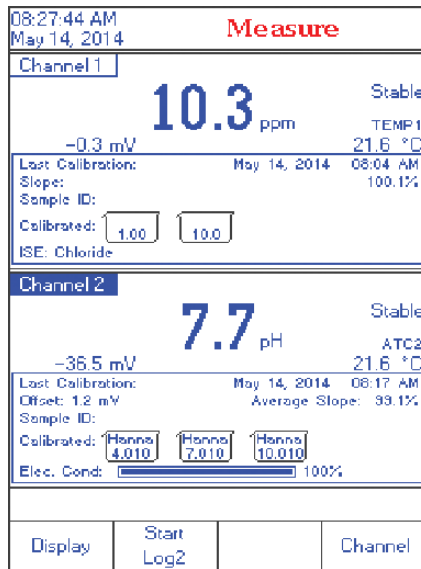 08:27:44 AM
May 14, 2014
Measure
Channel 1
10.3 ppm
Stable
TEMP1
-0.3 mV
21.6 °C
Last Calibration: May 14, 2014 08:04 AM
Slope: 100.1%
Sample ID:
Calibrated: 1.00 10.0
ISE: Chloride
Channel 2
7.7 pH
Stable
ATC2
-36.5 mV
21.6 °C
Last Calibration: May 14, 2014 08:17 AM
Offset: 1.2 mV Average Slope: 99.1%
Sample ID:
Calibrated: Hanna 4.010 Hanna 7.010 Hanna 10.010
Elec. Cond: 100%
Display
Start Log2
Channel